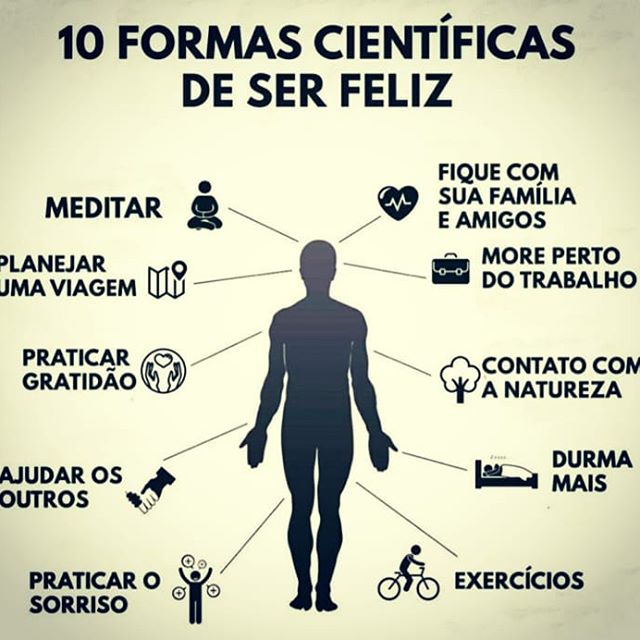 10 FORMAS CIENTÍFICAS
DE SER FELIZ
MEDITAR
PLANEJAR
UMA VIAGEM
PRATICAR
GRATIDÃO
AJUDAR OS
OUTROS
PRATICAR O
SORRISO
FIQUE COM
SUA FAMÍLIA
E AMIGOS
MORE PERTO
DO TRABALHO
CONTATO COM
A NATUREZA
DURMA
MAIS
EXERCÍCIOS